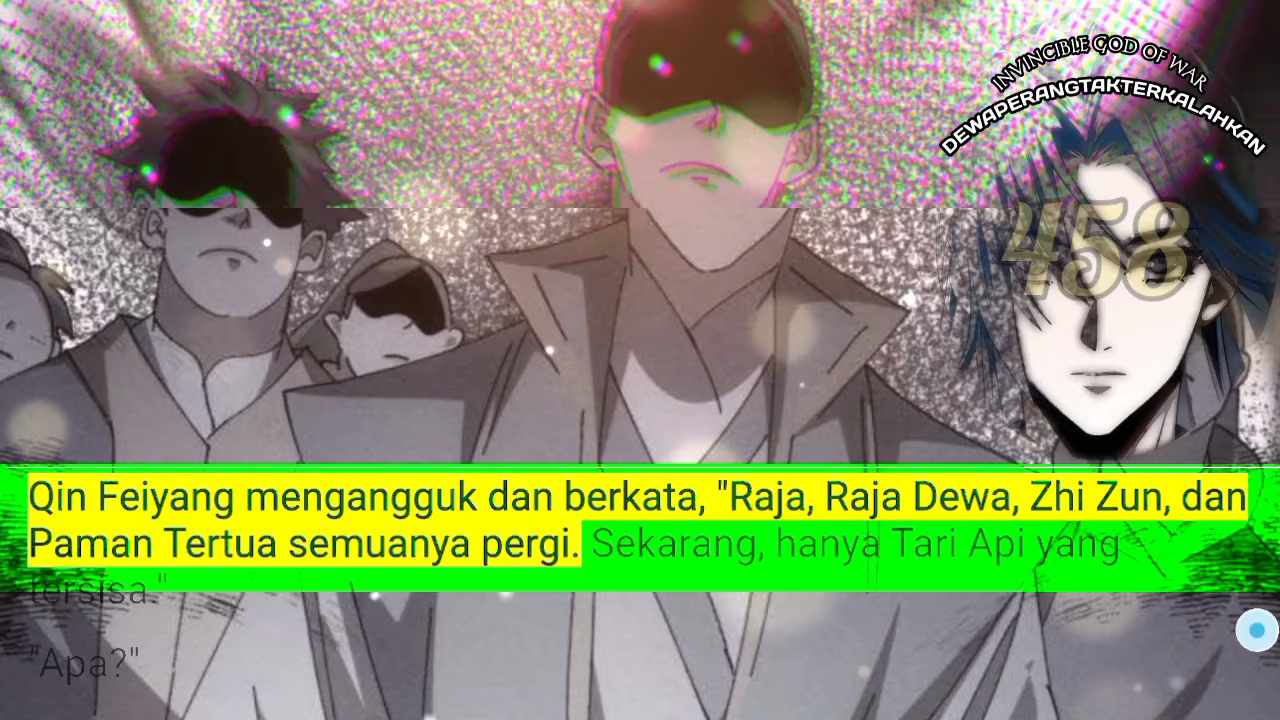 INVINCIBLE GOD OF WAR
DEWAPERANGTAKTERKALAHKAN
458
Qin Feiyang mengangguk dan berkata, "Raja, Raja Dewa, Zhi Zun, dan
Paman Tertua semuanya pergi. Sekarang, hanya Tari Api yang
tersisa."
"Apa?"